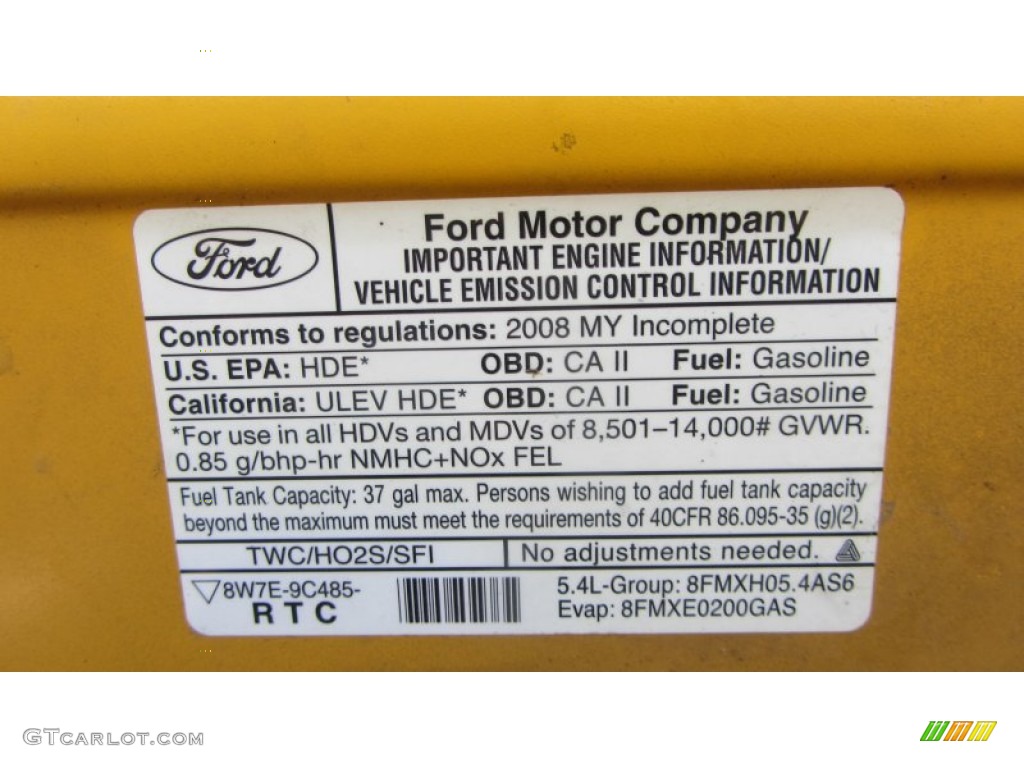 Ford
Ford Motor Company
IMPORTANT ENGINE INFORMATION/
VEHICLE EMISSION CONTROL INFORMATION
Conforms to regulations: 2008 MY Incomplete
U.S. EPA: HDE* OBD: CA II Fuel: Gasoline
California: ULEV HDE* OBD: CA II Fuel: Gasoline
*For use in all HDVs and MDVs of 8,501–14,000# GVWR.
0.85 g/bhp-hr NMHC+NOx FEL
Fuel Tank Capacity: 37 gal max. Persons wishing to add fuel tank capacity
beyond the maximum must meet the requirements of 40CFR 86.095-35 (g)(2).
TWC/HO2S/SFI No adjustments needed.
8W7E-9C485-
R T C
5.4L-Group: 8FMXH05.4AS6
Evap: 8FMXE0200GAS
GTCARLOT.COM